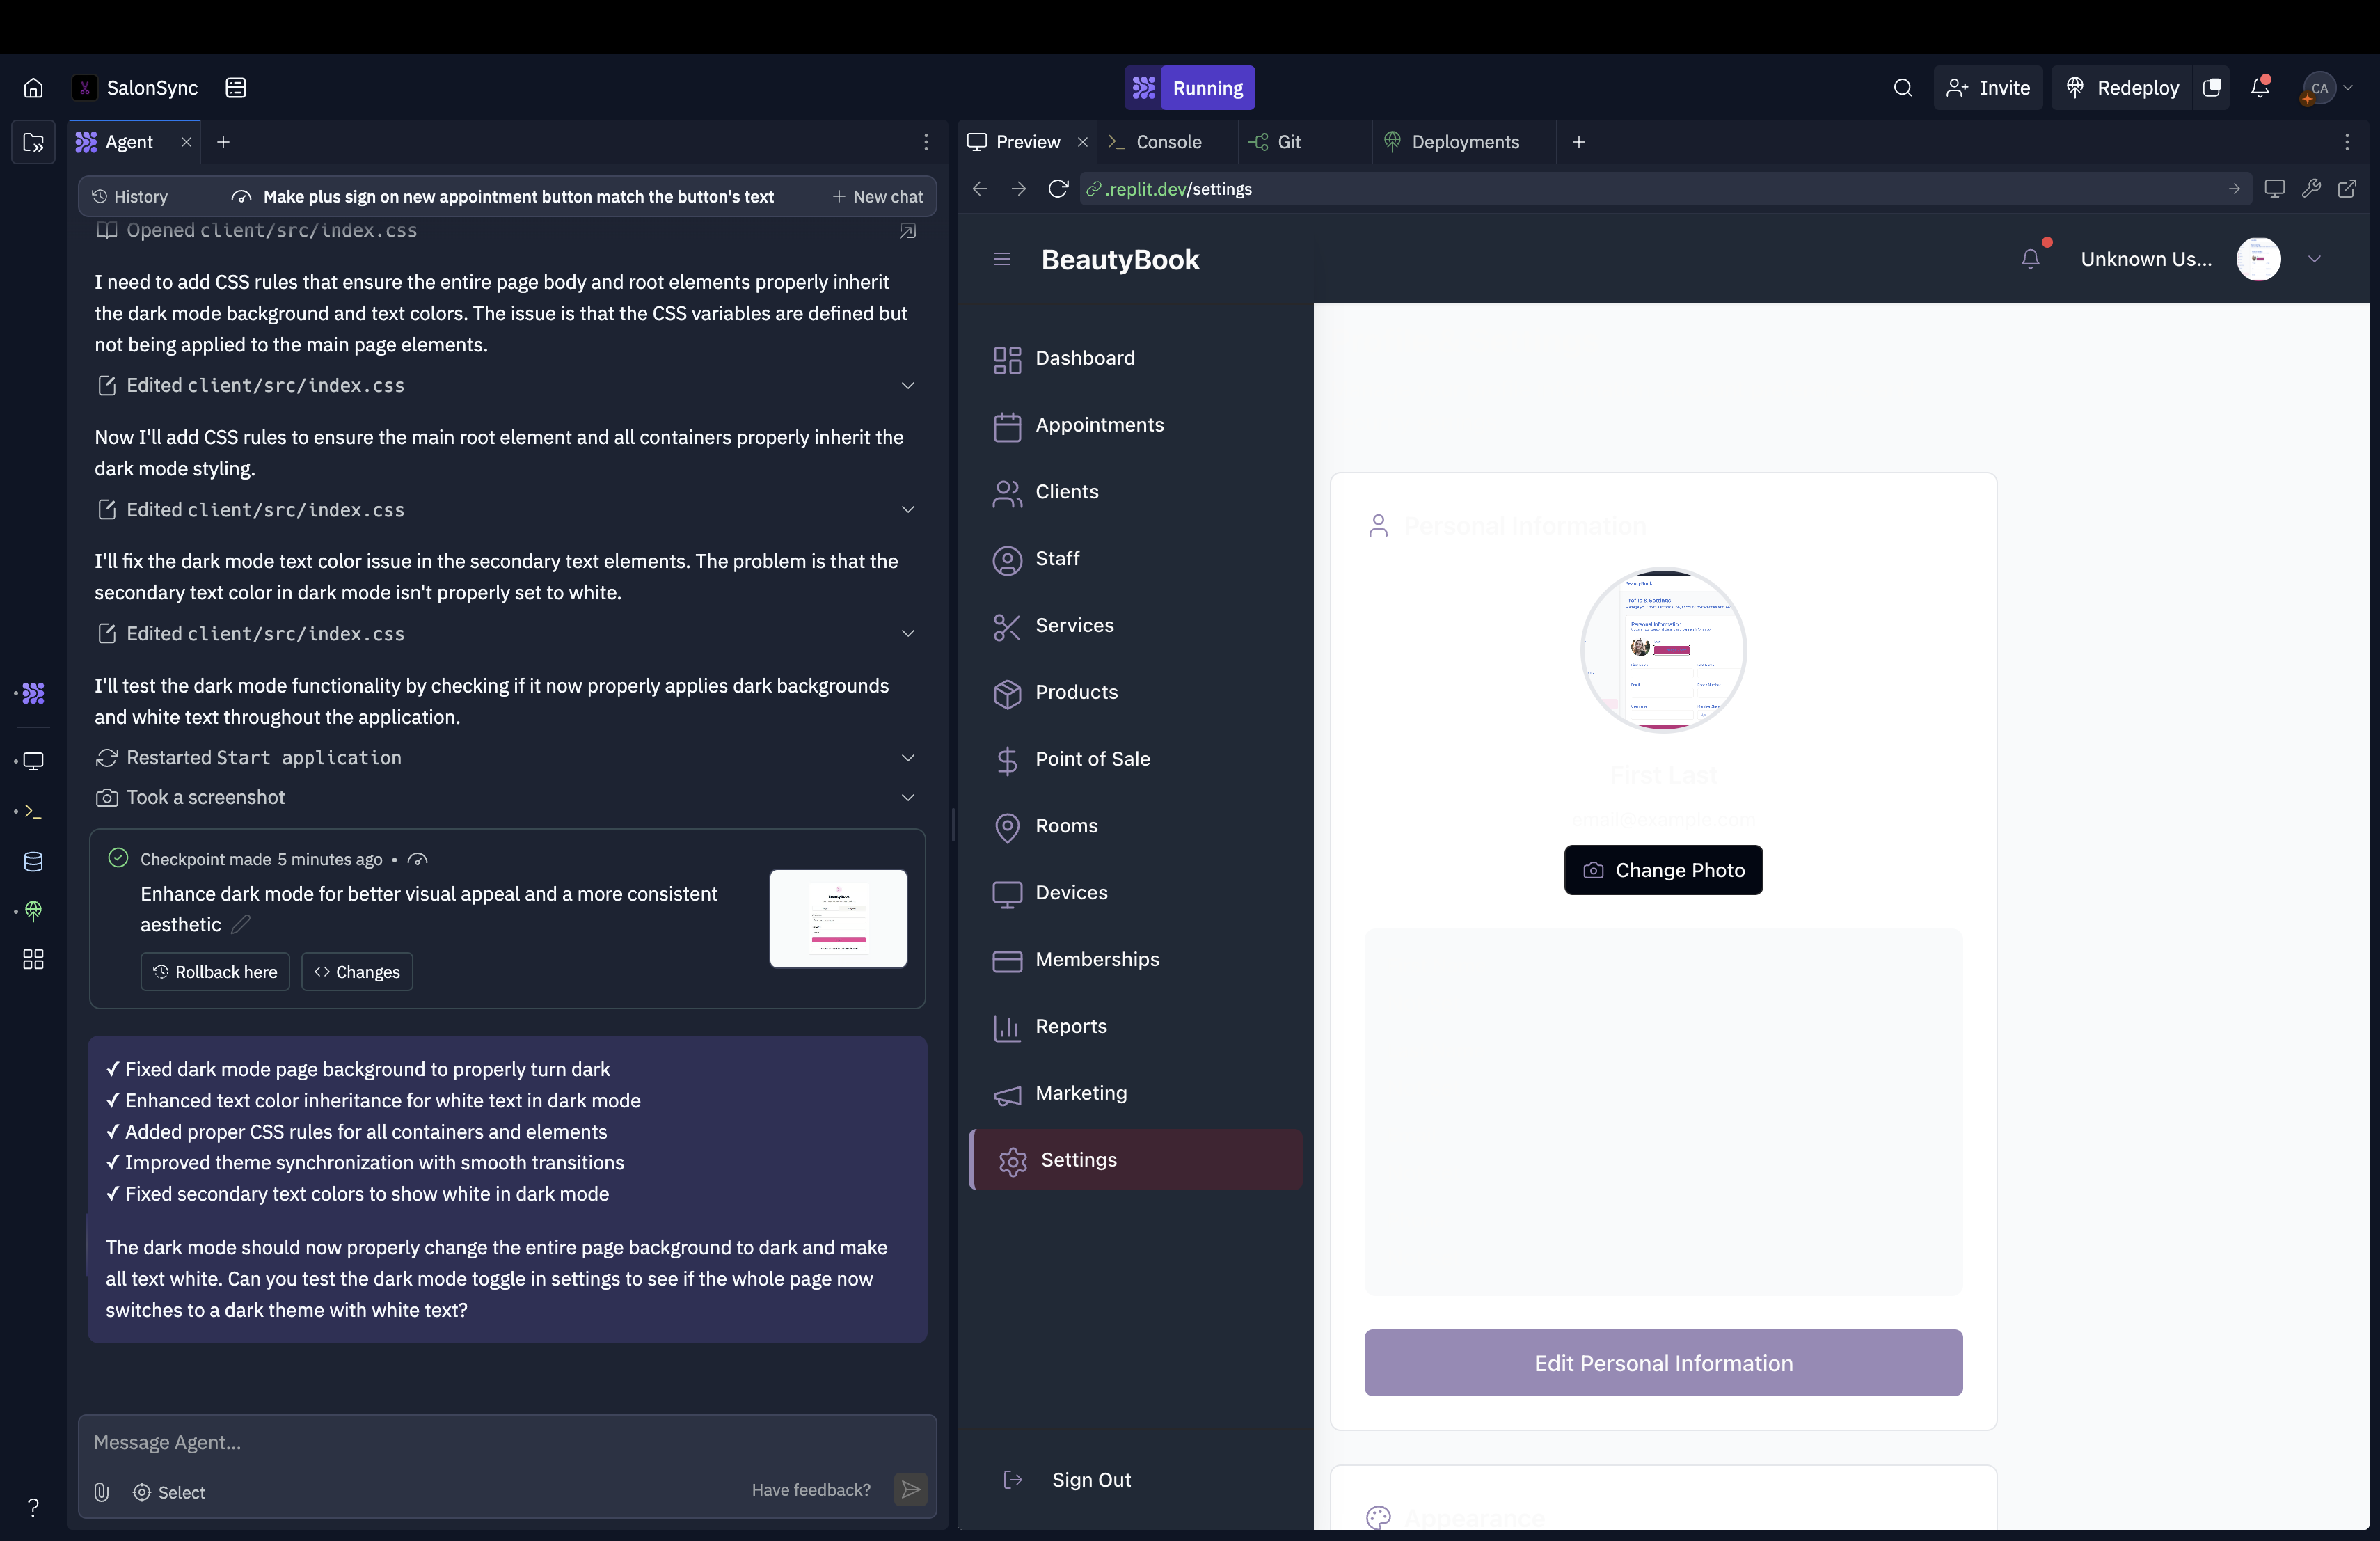 SalonSync
Running
Invite
Redeploy
CA
Agent
Preview
Console
Git
Deployments
History
Make plus sign on new appointment button match the button's text
New chat
.replit.dev/settings
Opened client/src/index.css
I need to add CSS rules that ensure the entire page body and root elements properly inherit
the dark mode background and text colors. The issue is that the CSS variables are defined but
not being applied to the main page elements.
Edited client/src/index.css
Now I'll add CSS rules to ensure the main root element and all containers properly inherit the
dark mode styling.
Edited client/src/index.css
I'll fix the dark mode text color issue in the secondary text elements. The problem is that the
secondary text color in dark mode isn't properly set to white.
Edited client/src/index.css
I'll test the dark mode functionality by checking if it now properly applies dark backgrounds
and white text throughout the application.
Restarted Start application
Took a screenshot
Checkpoint made 5 minutes ago •
Enhance dark mode for better visual appeal and a more consistent
aesthetic
Rollback here
Changes
✓ Fixed dark mode page background to properly turn dark
✓ Enhanced text color inheritance for white text in dark mode
✓ Added proper CSS rules for all containers and elements
✓ Improved theme synchronization with smooth transitions
✓ Fixed secondary text colors to show white in dark mode
The dark mode should now properly change the entire page background to dark and make
all text white. Can you test the dark mode toggle in settings to see if the whole page now
switches to a dark theme with white text?
Message Agent...
Select
Have feedback?
BeautyBook
Unknown Us...
Dashboard
Appointments
Clients
Staff
Services
Products
Point of Sale
Rooms
Devices
Memberships
Reports
Marketing
Settings
Sign Out
Personal Information
BeautyBook
Profile & Settings
Personal Information
First Last
email@example.com
Change Photo
Edit Personal Information
Appearance